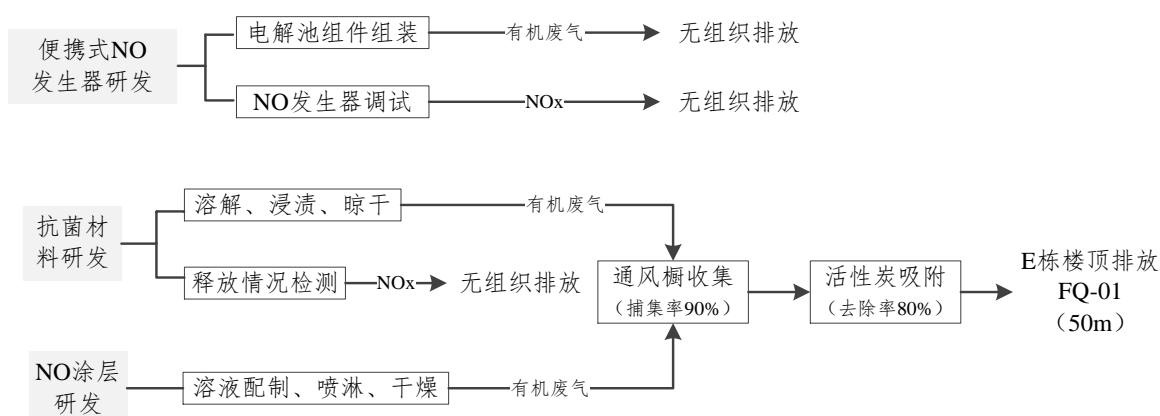 便携式NO
发生器研发
电解池组件组装
有机废气
无组织排放
NO发生器调试
NOx
无组织排放
抗菌材
料研发
溶解、浸渍、晾干
有机废气
释放情况检测
NOx
无组织排放
通风橱收集
（捕集率90%）
活性炭吸附
（去除率80%）
E栋楼顶排放
FQ-01
（50m）
NO涂层
研发
溶液配制、喷淋、干燥
有机废气